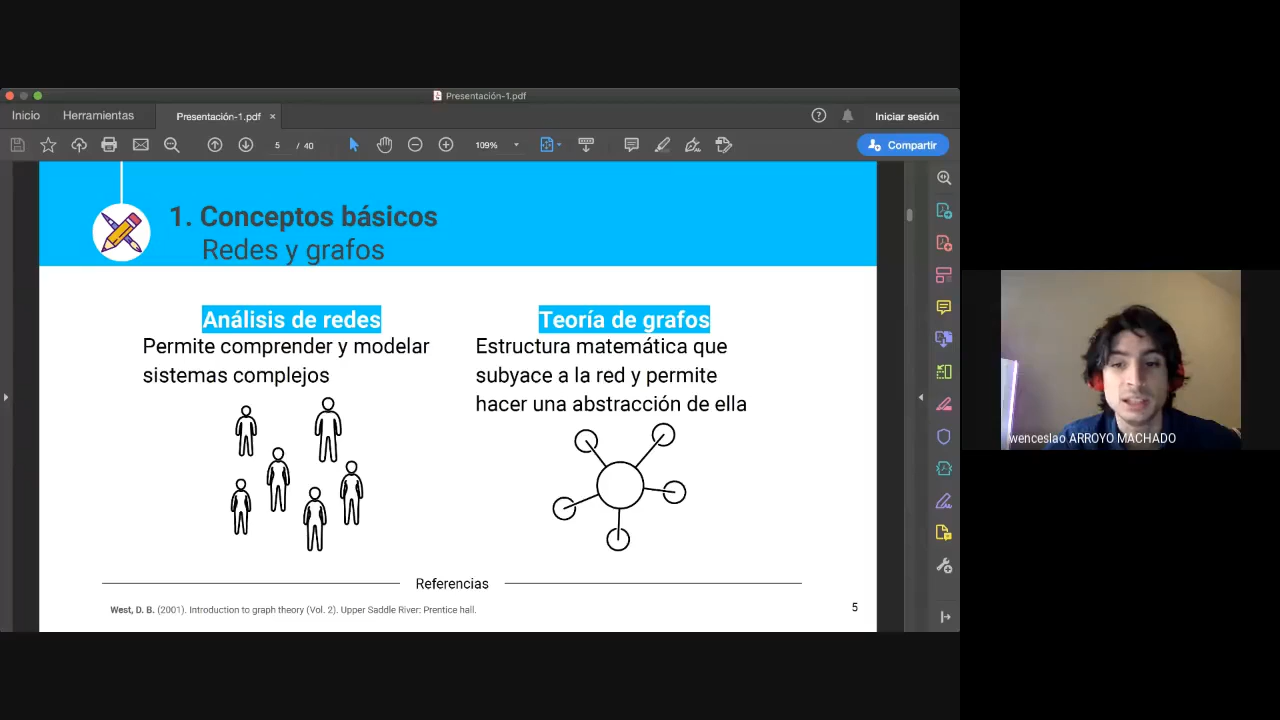 Presentación-1.pdf
Inicio
Herramientas
Presentación-1.pdf ×
Iniciar sesión
5 / 40
109%
Compartir
1. Conceptos básicos
Redes y grafos
Análisis de redes
Permite comprender y modelar
sistemas complejos
Teoría de grafos
Estructura matemática que
subyace a la red y permite
hacer una abstracción de ella
Referencias
West, D. B. (2001). Introduction to graph theory (Vol. 2). Upper Saddle River: Prentice hall.
5
wenceslao ARROYO MACHADO